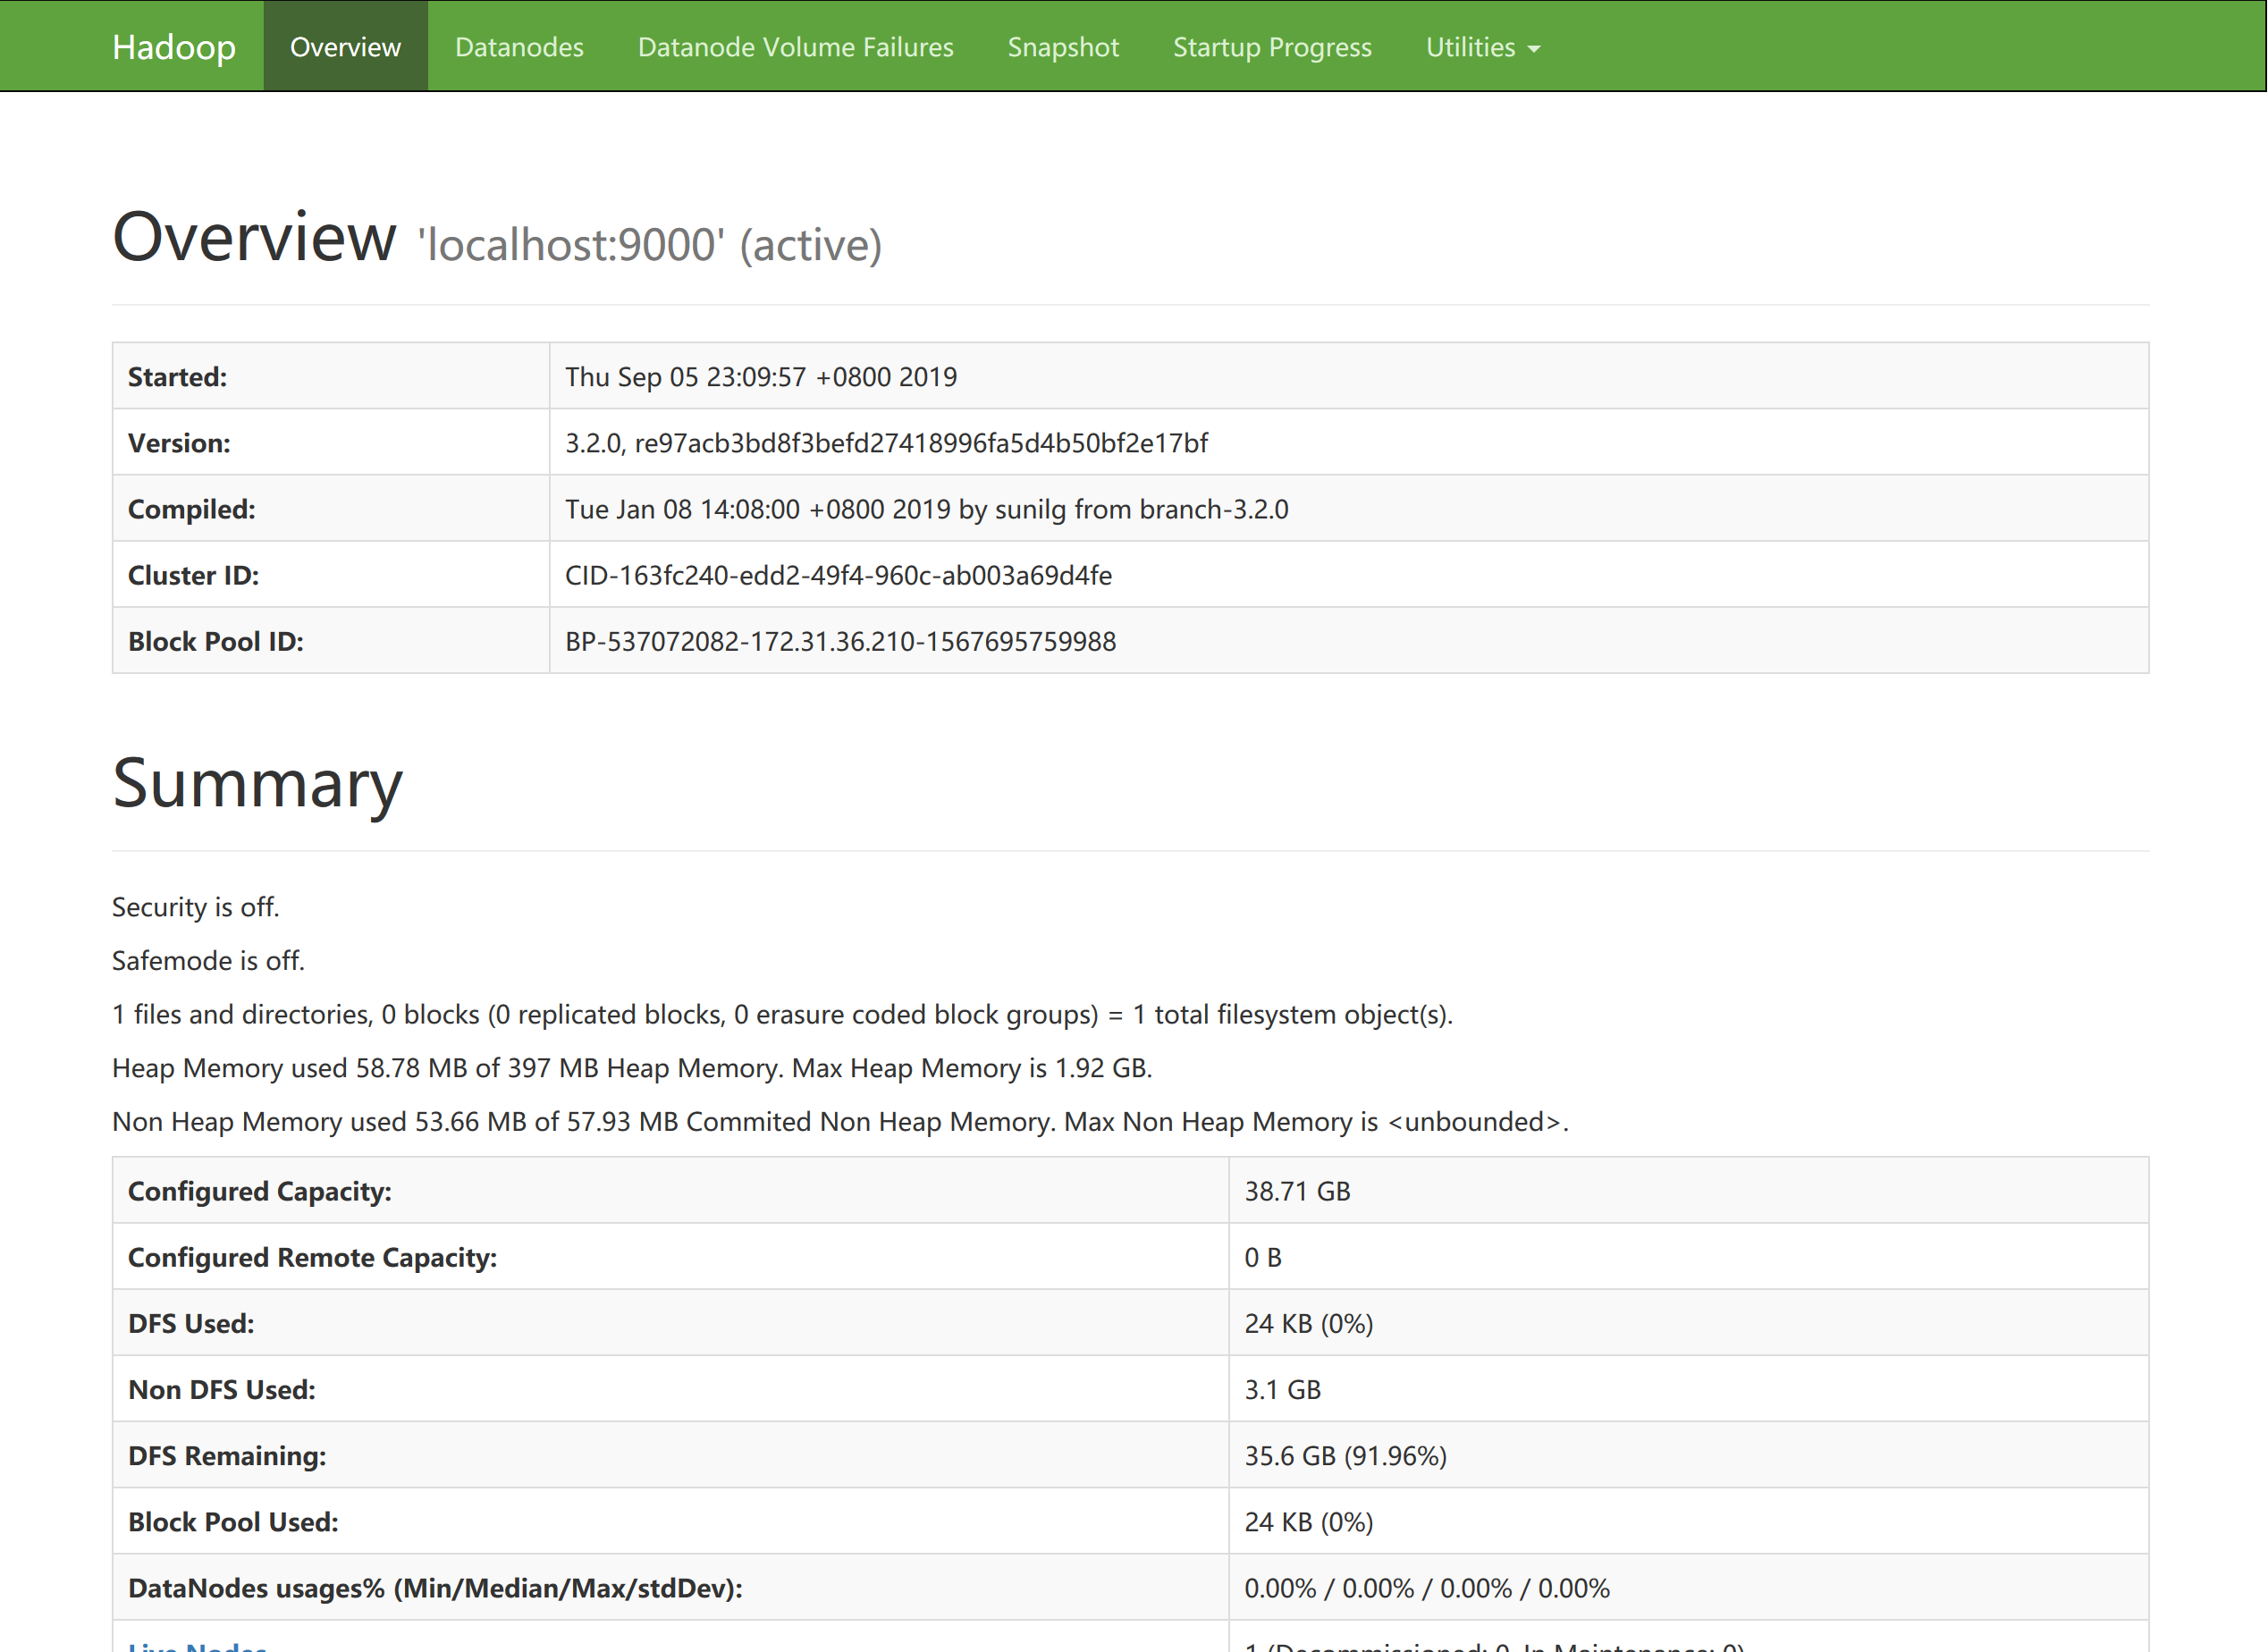 Hadoop Overview Datanodes Datanode Volume Failures Snapshot Startup Progress Utilities
Overview 'localhost:9000' (active)
Started: Thu Sep 05 23:09:57 +0800 2019
Version: 3.2.0, re97acb3bd8f3befd27418996fa5d4b50bf2e17bf
Compiled: Tue Jan 08 14:08:00 +0800 2019 by sunilg from branch-3.2.0
Cluster ID: CID-163fc240-edd2-49f4-960c-ab003a69d4fe
Block Pool ID: BP-537072082-172.31.36.210-1567695759988
Summary
Security is off.
Safemode is off.
1 files and directories, 0 blocks (0 replicated blocks, 0 erasure coded block groups) = 1 total filesystem object(s).
Heap Memory used 58.78 MB of 397 MB Heap Memory. Max Heap Memory is 1.92 GB.
Non Heap Memory used 53.66 MB of 57.93 MB Commited Non Heap Memory. Max Non Heap Memory is <unbounded>.
Configured Capacity: 38.71 GB
Configured Remote Capacity: 0 B
DFS Used: 24 KB (0%)
Non DFS Used: 3.1 GB
DFS Remaining: 35.6 GB (91.96%)
Block Pool Used: 24 KB (0%)
DataNodes usages% (Min/Median/Max/stdDev): 0.00% / 0.00% / 0.00% / 0.00%
Live Nodes 1 (Decommissioned: 0, In Maintenance: 0)